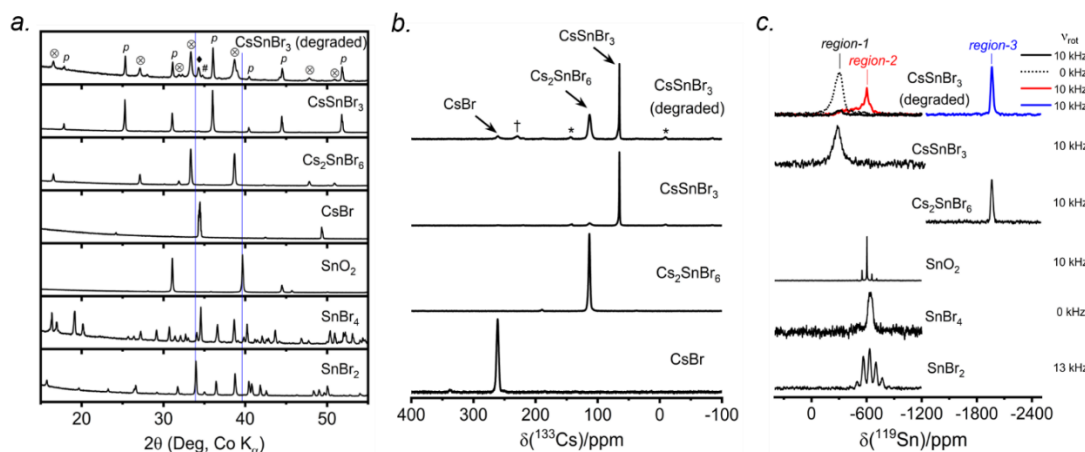 a.
⊗ p p ⊗ p ⊗ ⊗ ♦ # p ⊗ p p ⊗ ⊗ p
CsSnBr₃ (degraded)
CsSnBr₃
Cs₂SnBr₆
CsBr
SnO₂
SnBr₄
SnBr₂
20 30 40 50
2θ (Deg, Co Kα)
b.
CsSnBr₃
Cs₂SnBr₆
CsBr
CsSnBr₃
(degraded)
† * *
CsSnBr₃
Cs₂SnBr₆
CsBr
400 300 200 100 0 -100
δ(¹³³Cs)/ppm
c.
region-1
region-2
region-3
νrot
10 kHz
0 kHz
10 kHz
10 kHz
CsSnBr₃
(degraded)
CsSnBr₃
10 kHz
Cs₂SnBr₆
10 kHz
SnO₂
10 kHz
SnBr₄
0 kHz
SnBr₂
13 kHz
0 -600 -1200 -1800 -2400
δ(¹¹⁹Sn)/ppm